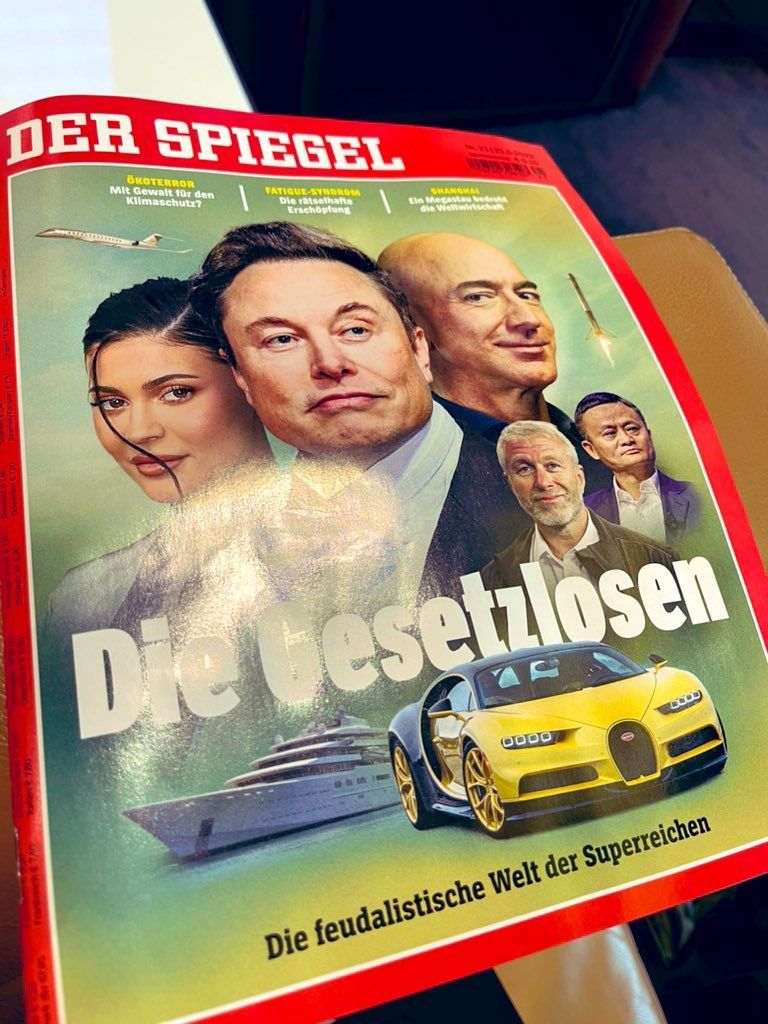 DER SPIEGEL
ÖKOTERROR
Mit Gewalt für den
Klimaschutz?
FATIGUE-SYNDROM
Die rätselhafte
Erschöpfung
SHANGHAI
Ein Megastau bedroht
die Weltwirtschaft
Die Gesetzlosen
Die feudalistische Welt der Superreichen